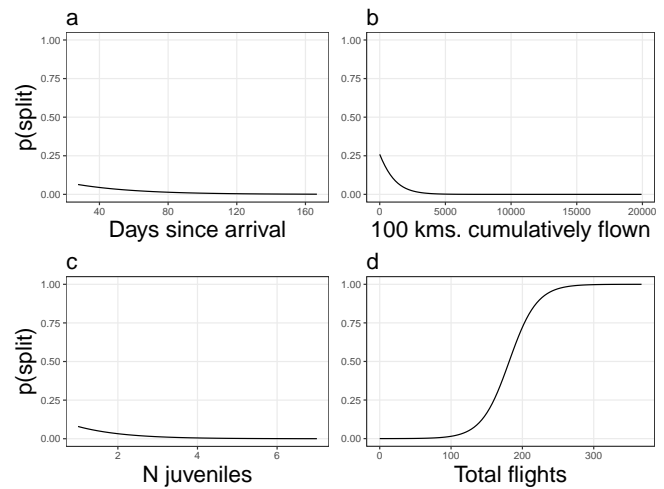 a
1.00
0.75
0.50
0.25
0.00
p(split)
40 80 120 160
Days since arrival
b
1.00
0.75
0.50
0.25
0.00
0 5000 10000 15000 20000
100 kms. cumulatively flown
c
1.00
0.75
0.50
0.25
0.00
p(split)
2 4 6
N juveniles
d
1.00
0.75
0.50
0.25
0.00
0 100 200 300
Total flights